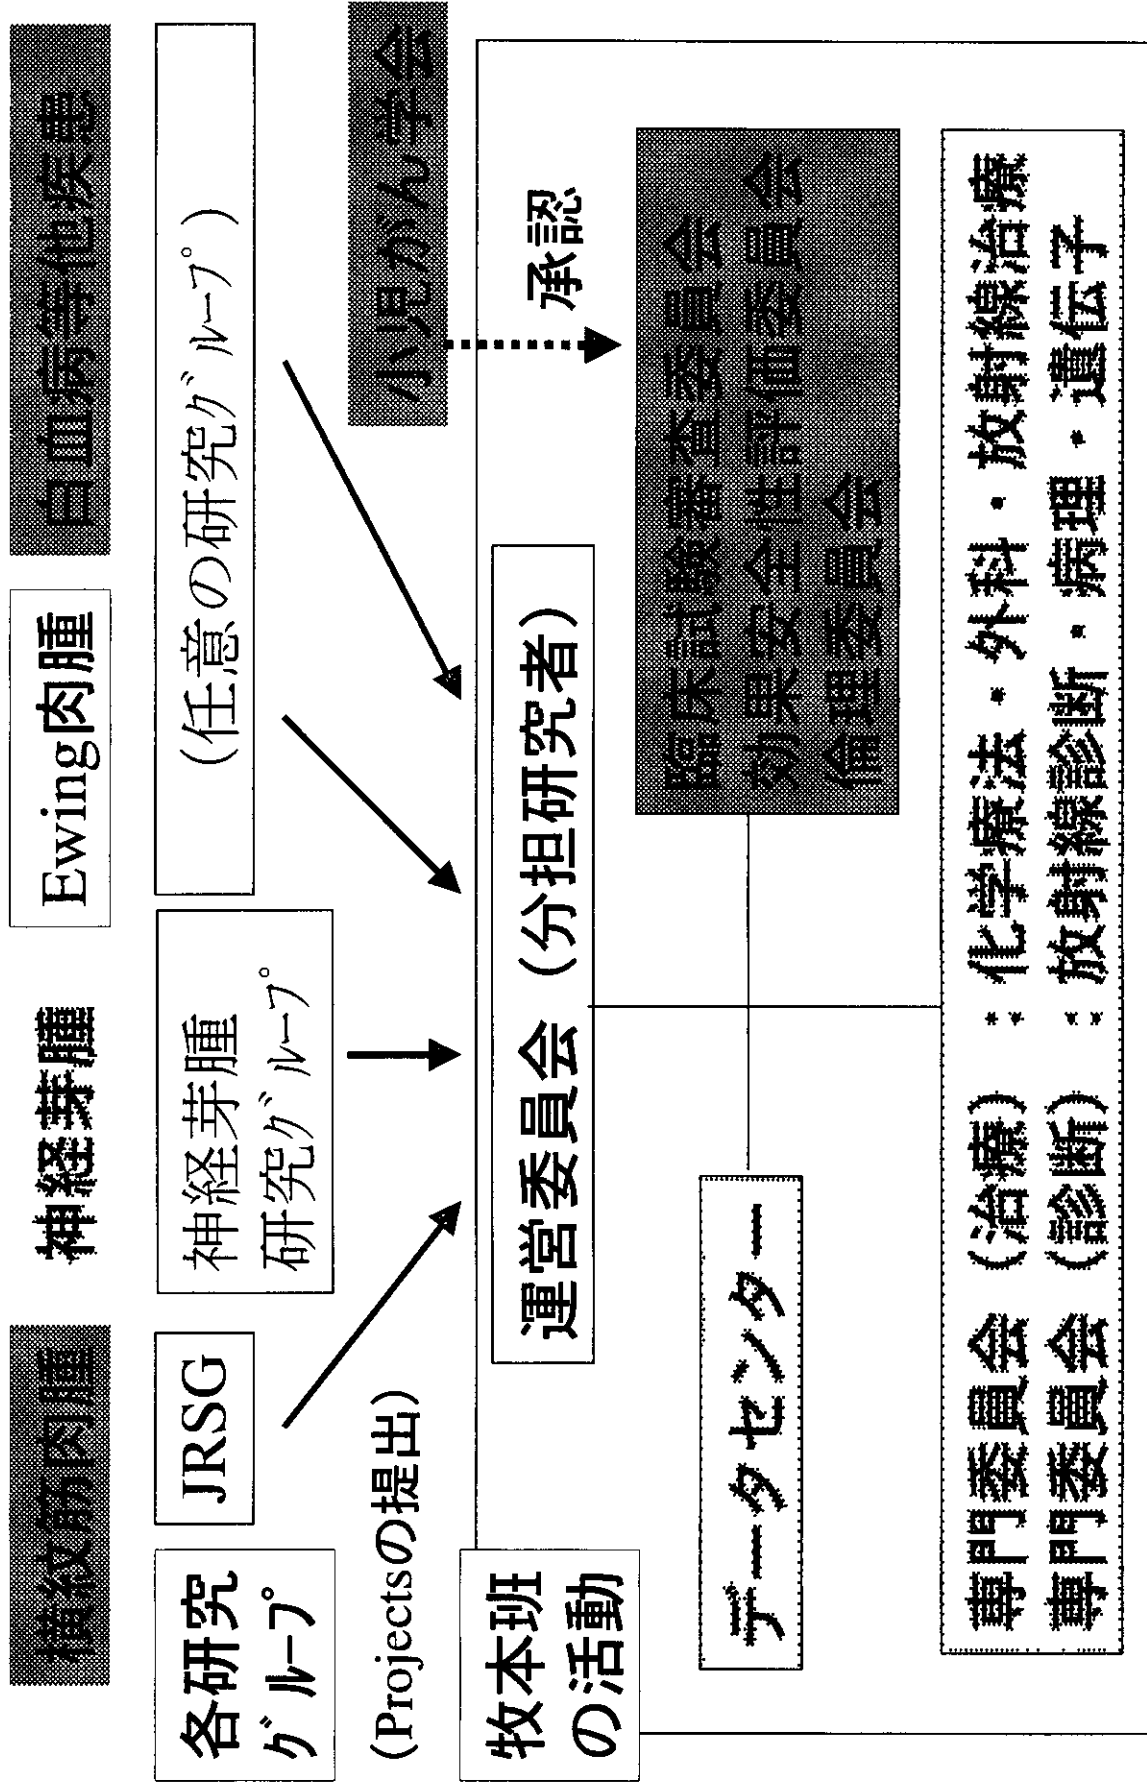 横紋筋肉腫
神経芽腫
Ewing肉腫
白血病等他疾患
各研究
グループ
JRSG
神経芽腫
研究グループ
(任意の研究グループ)
(Projectsの提出)
小児がん学会
牧本班
の活動
運営委員会 (分担研究者)
承認
データセンター
臨床試験審査委員会
効果安全性評価委員会
倫理委員会
専門委員会 (治療) : 化学療法・外科・放射線治療
専門委員会 (診断) : 放射線診断・病理・遺伝子